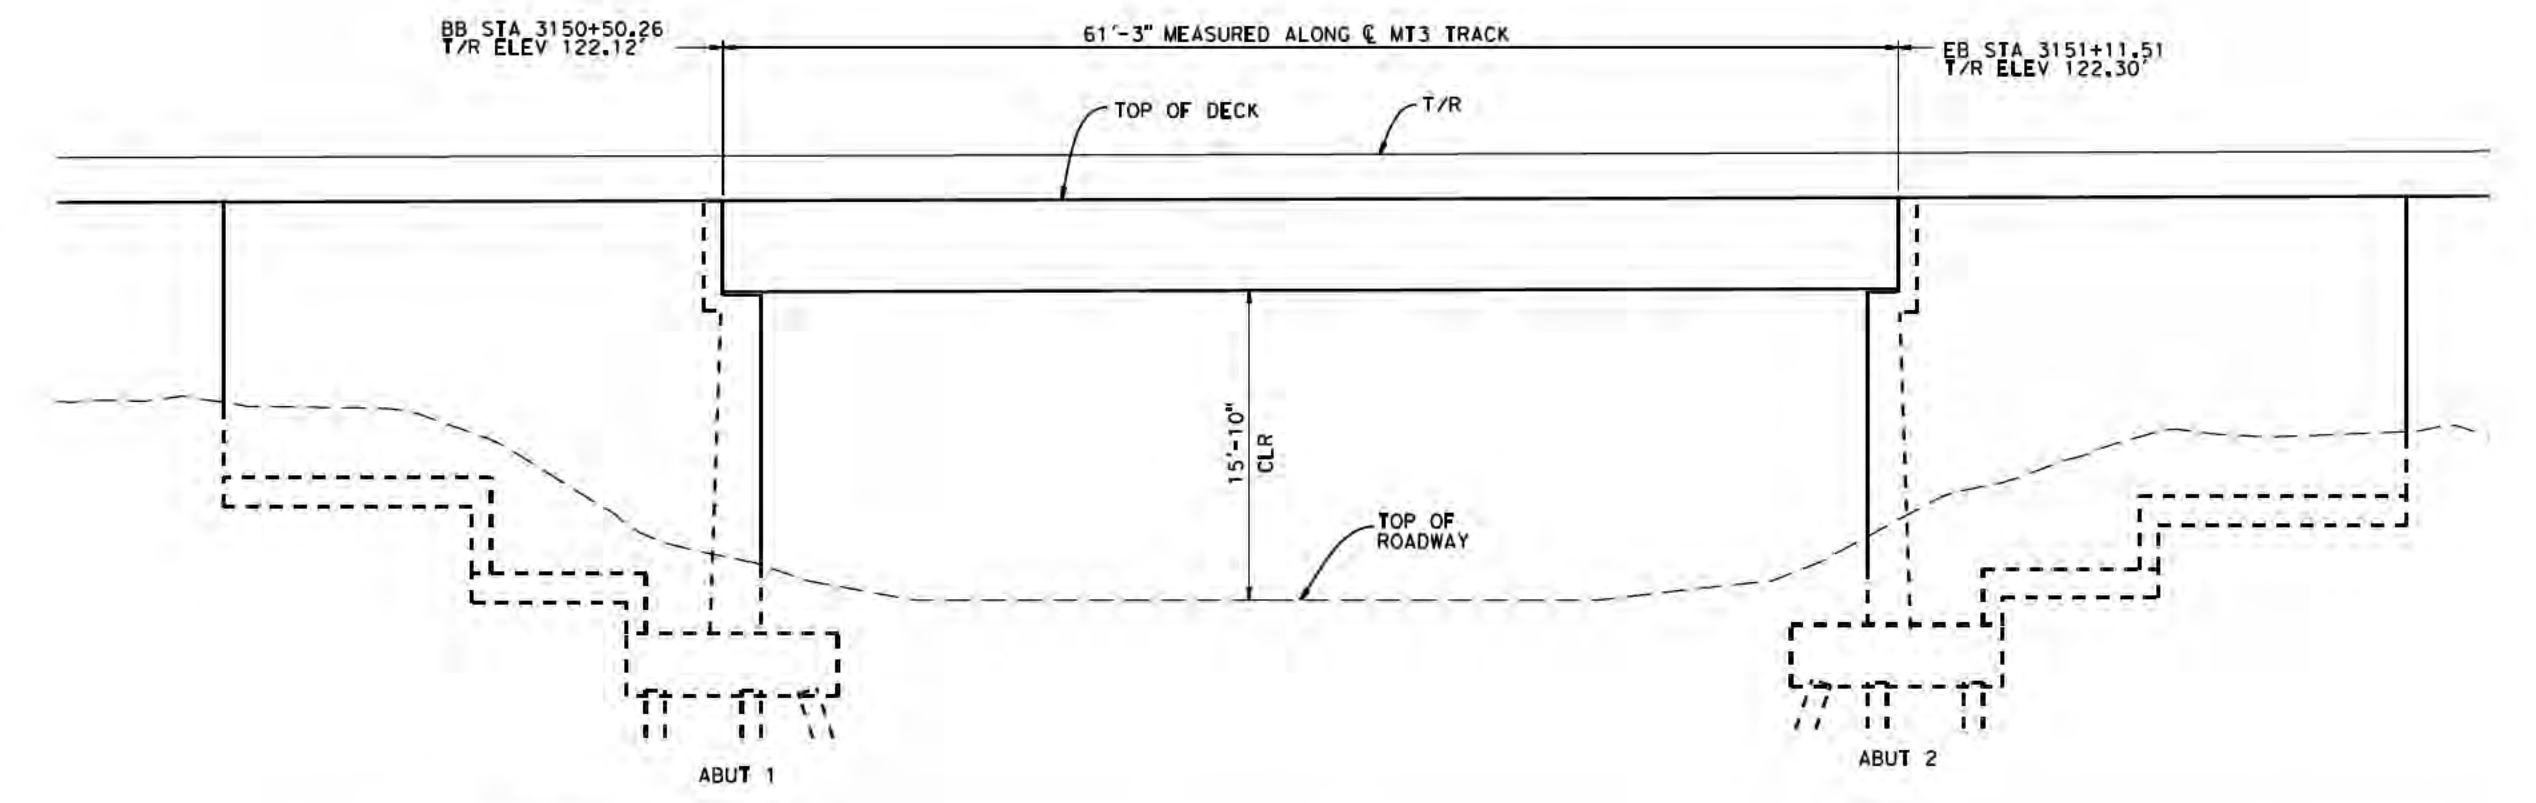 BB STA 3150+50.26
T/R ELEV 122.12'
61'-3" MEASURED ALONG ℄ MT3 TRACK
EB STA 3151+11.51
T/R ELEV 122.30'
TOP OF DECK
T/R
15'-10"
CLR
TOP OF
ROADWAY
ABUT 1
ABUT 2